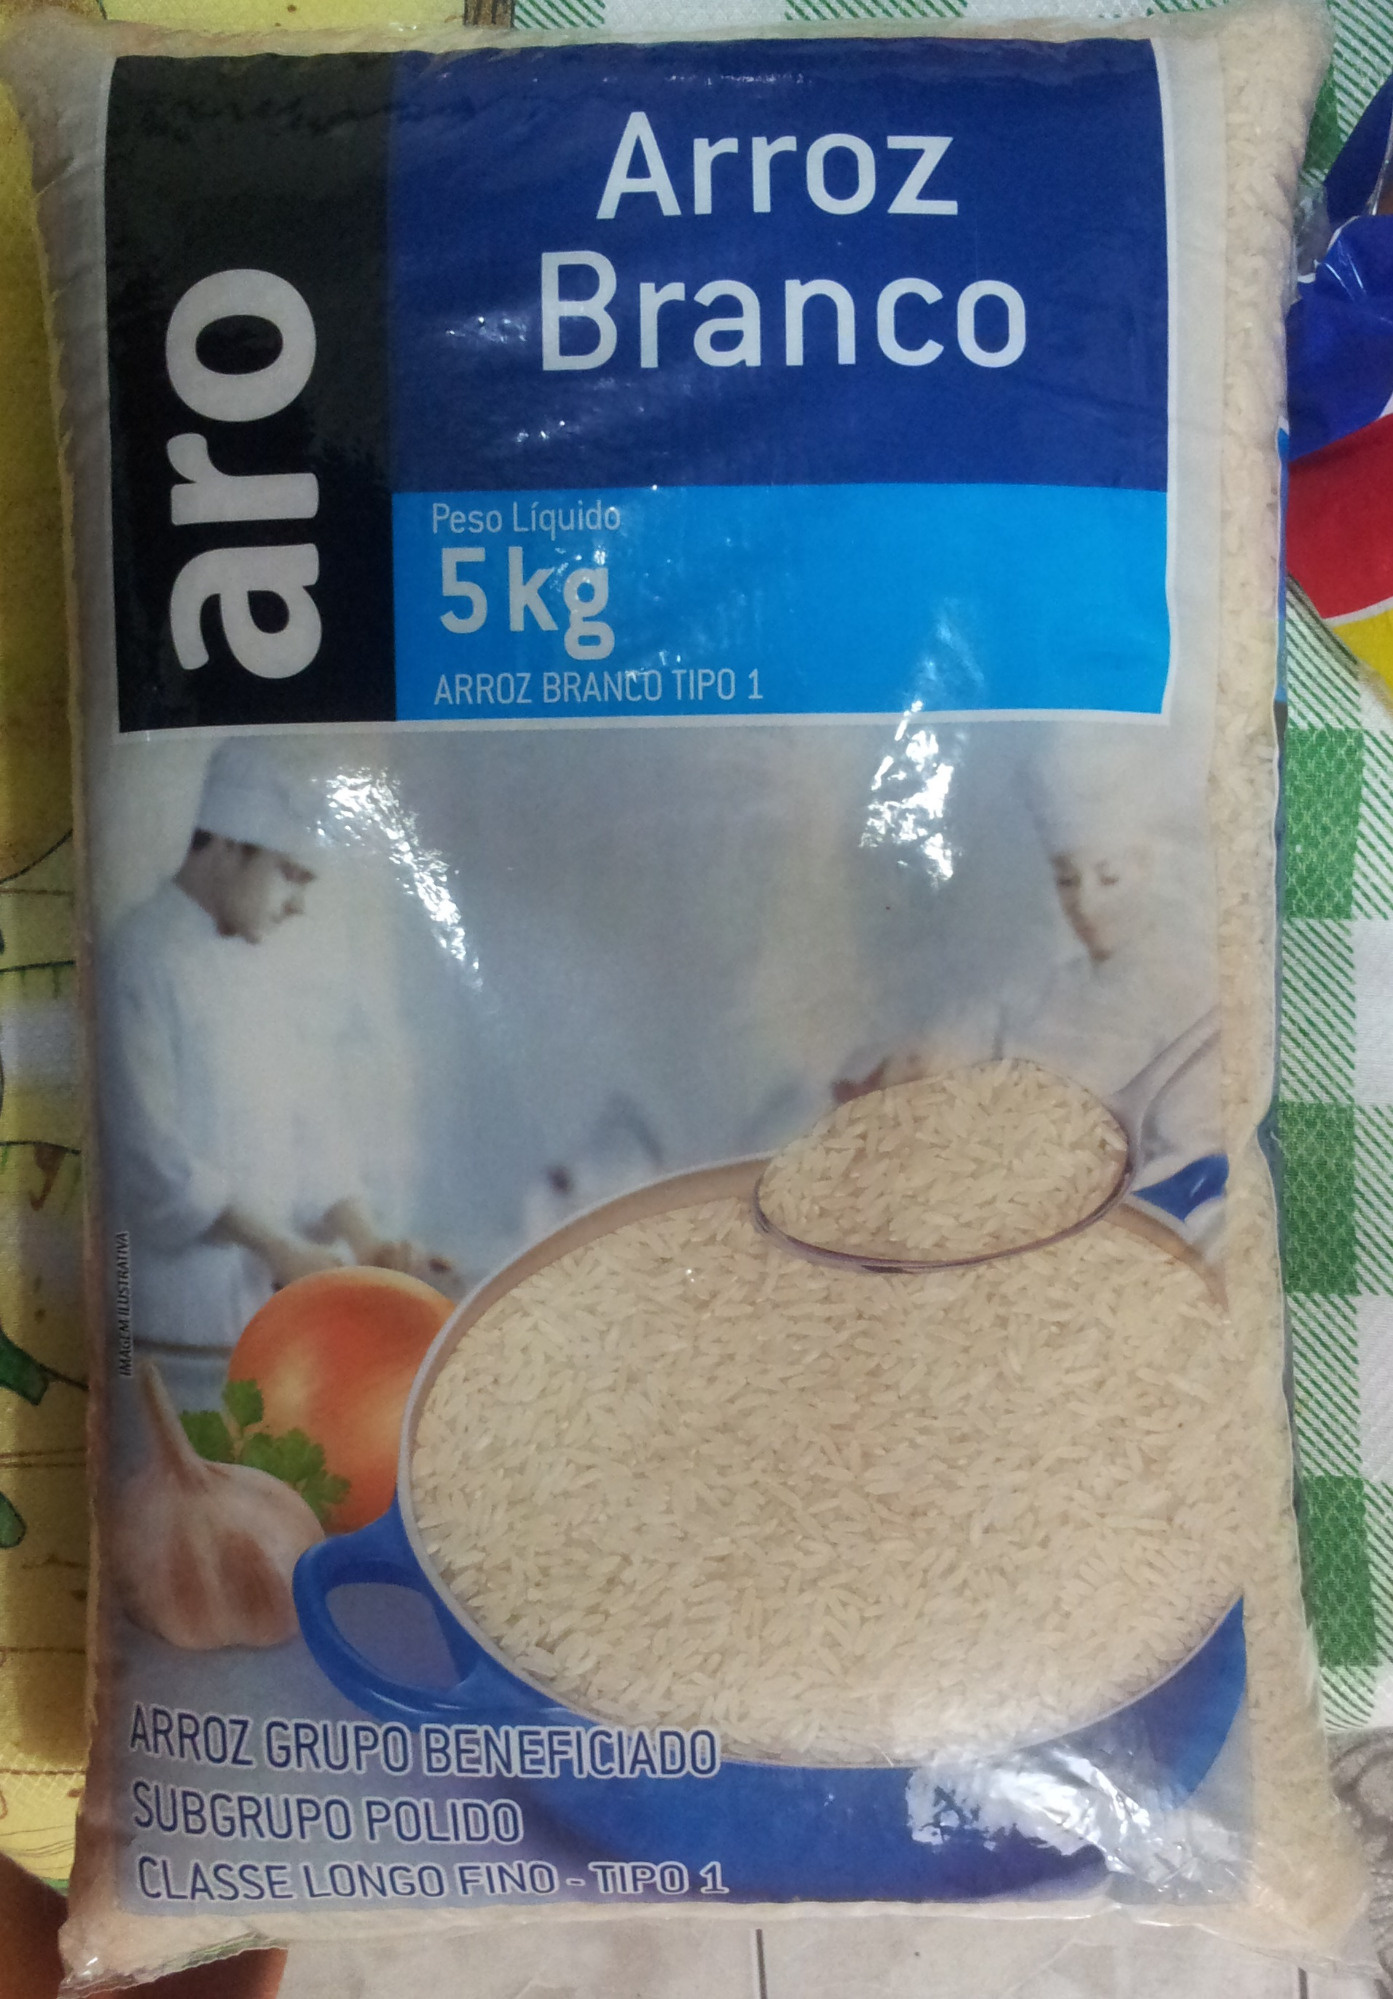 aro
Arroz
Branco
Peso Líquido
5kg
ARROZ BRANCO TIPO 1
IMAGEM ILUSTRATIVA
ARROZ GRUPO BENEFICIADO
SUBGRUPO POLIDO
CLASSE LONGO FINO - TIPO 1